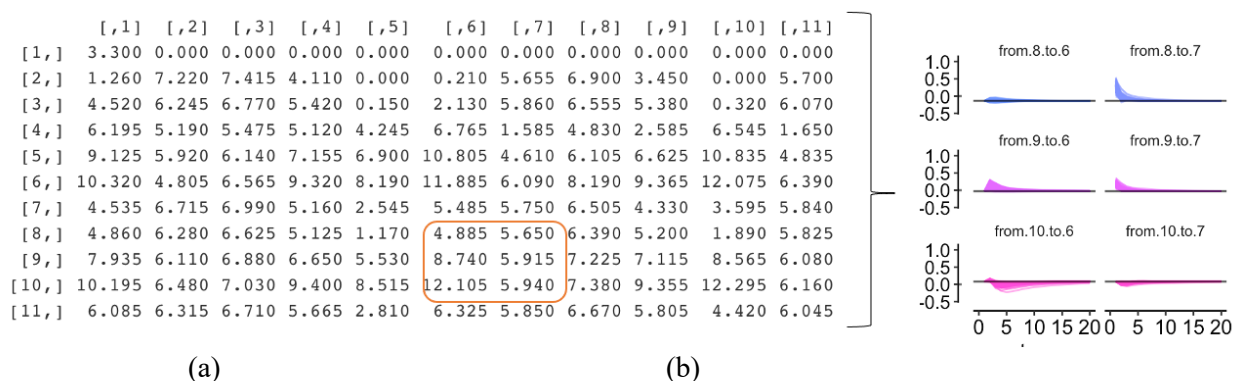 [,1] [,2] [,3] [,4] [,5] [,6] [,7] [,8] [,9] [,10] [,11]
[1,] 3.300 0.000 0.000 0.000 0.000 0.000 0.000 0.000 0.000 0.000 0.000
[2,] 1.260 7.220 7.415 4.110 0.000 0.210 5.655 6.900 3.450 0.000 5.700
[3,] 4.520 6.245 6.770 5.420 0.150 2.130 5.860 6.555 5.380 0.320 6.070
[4,] 6.195 5.190 5.475 5.120 4.245 6.765 1.585 4.830 2.585 6.545 1.650
[5,] 9.125 5.920 6.140 7.155 6.900 10.805 4.610 6.105 6.625 10.835 4.835
[6,] 10.320 4.805 6.565 9.320 8.190 11.885 6.090 8.190 9.365 12.075 6.390
[7,] 4.535 6.715 6.990 5.160 2.545 5.485 5.750 6.505 4.330 3.595 5.840
[8,] 4.860 6.280 6.625 5.125 1.170 4.885 5.650 6.390 5.200 1.890 5.825
[9,] 7.935 6.110 6.880 6.650 5.530 8.740 5.915 7.225 7.115 8.565 6.080
[10,] 10.195 6.480 7.030 9.400 8.515 12.105 5.940 7.380 9.355 12.295 6.160
[11,] 6.085 6.315 6.710 5.665 2.810 6.325 5.850 6.670 5.805 4.420 6.045
from.8.to.6 from.8.to.7
1.0
0.5
0.0
-0.5
from.9.to.6 from.9.to.7
1.0
0.5
0.0
-0.5
from.10.to.6 from.10.to.7
1.0
0.5
0.0
-0.5
0 5 10 15 20 0 5 10 15 20
(a) (b)